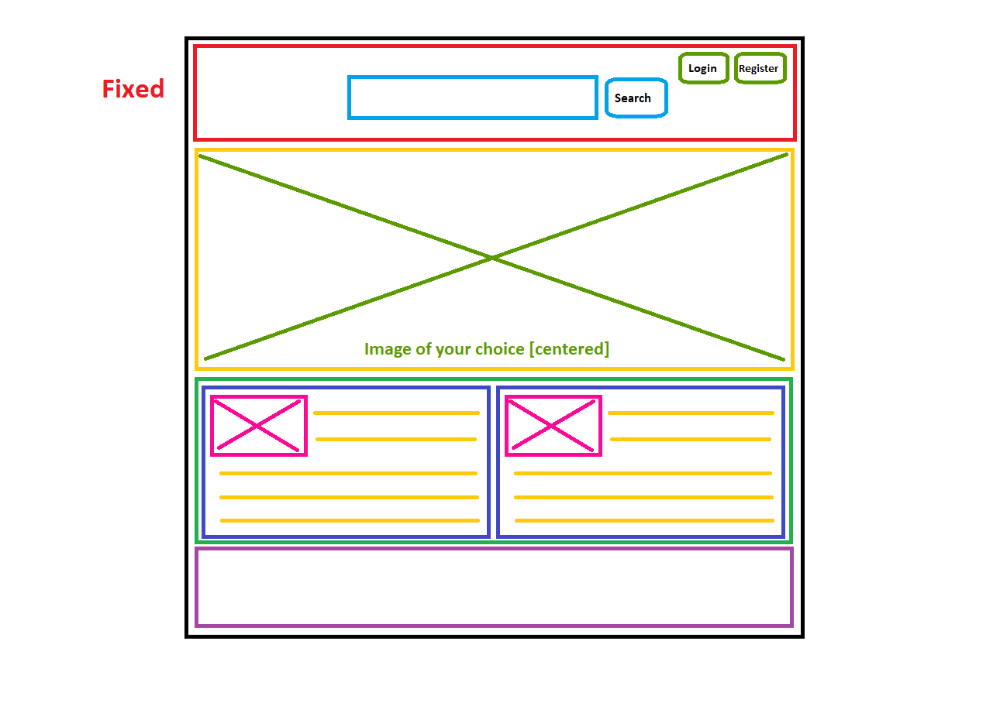 Login
Register
Fixed
Search
Image of your choice [centered]